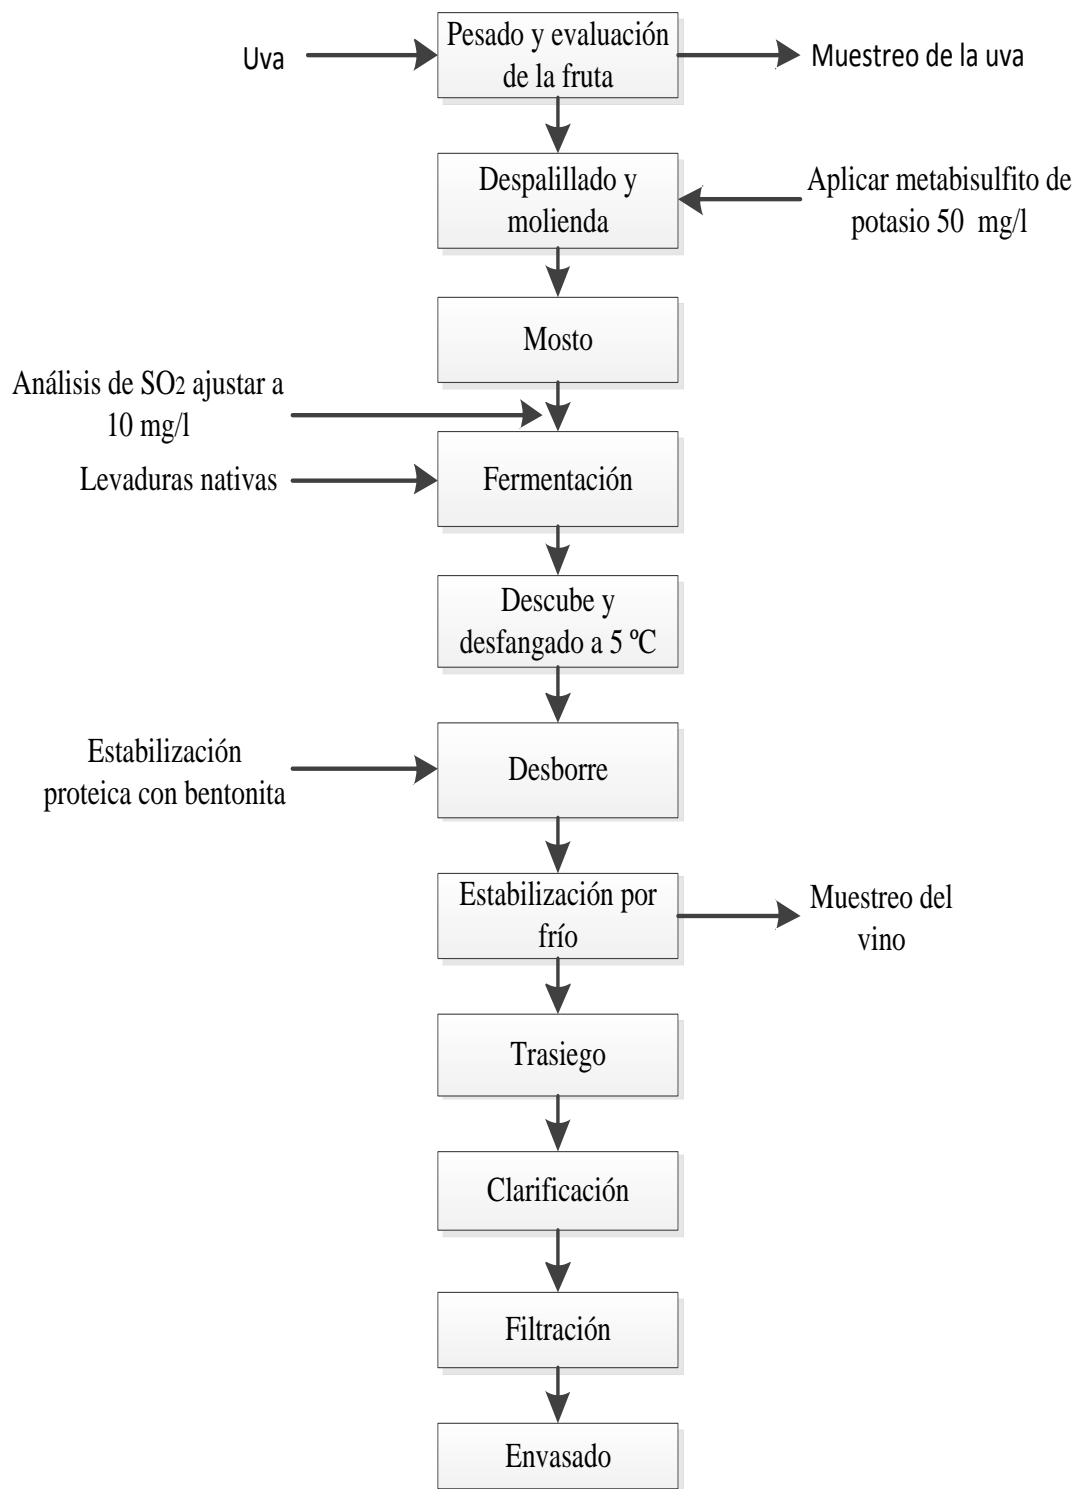 Uva
Pesado y evaluación
de la fruta
Muestreo de la uva
Despalillado y
molienda
Aplicar metabisulfito de
potasio 50 mg/l
Mosto
Análisis de SO2 ajustar a
10 mg/l
Levaduras nativas
Fermentación
Descube y
desfangado a 5 ºC
Estabilización
proteica con bentonita
Desborre
Estabilización por
frío
Muestreo del
vino
Trasiego
Clarificación
Filtración
Envasado